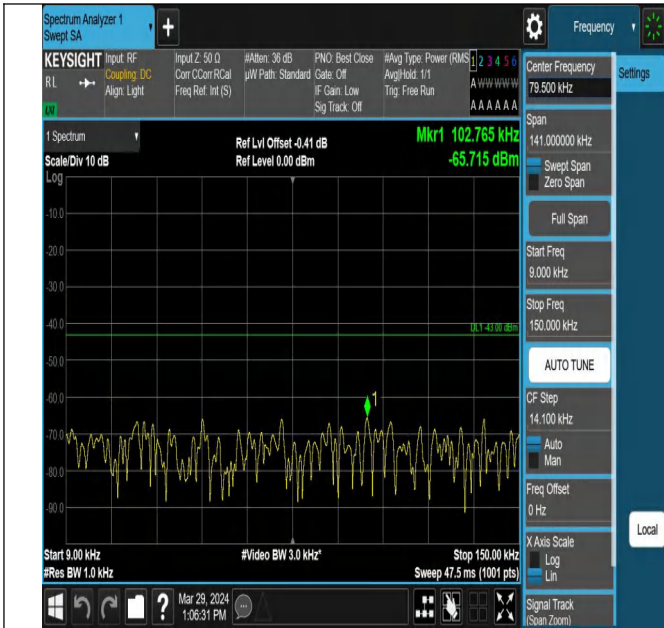 Spectrum Analyzer 1
Swept SA
Frequency
KEYSIGHT
RL
LXI
Input: RF
Coupling: DC
Align: Light
Input Z: 50 Ω
Corr CCorr RCal
Freq Ref: Int (S)
#Atten: 36 dB
µW Path: Standard
PNO: Best Close
Gate: Off
IF Gain: Low
Sig Track: Off
#Avg Type: Power (RMS
Avg|Hold: 1/1
Trig: Free Run
1 2 3 4 5 6
A W W W W W
A A A A A A
1 Spectrum
Scale/Div 10 dB
Log
Ref Lvl Offset -0.41 dB
Ref Level 0.00 dBm
Mkr1 102.765 kHz
-65.715 dBm
-10.0
-20.0
-30.0
-40.0
DL1 -43.00 dBm
-50.0
-60.0
1
-70.0
-80.0
-90.0
Start 9.00 kHz
#Video BW 3.0 kHz*
Stop 150.00 kHz
#Res BW 1.0 kHz
Sweep 47.5 ms (1001 pts)
Mar 29, 2024
1:06:31 PM
Center Frequency
79.500 kHz
Settings
Span
141.000000 kHz
Swept Span
Zero Span
Full Span
Start Freq
9.000 kHz
Stop Freq
150.000 kHz
AUTO TUNE
CF Step
14.100 kHz
Auto
Man
Freq Offset
0 Hz
X Axis Scale
Log
Lin
Local
Signal Track
(Span Zoom)